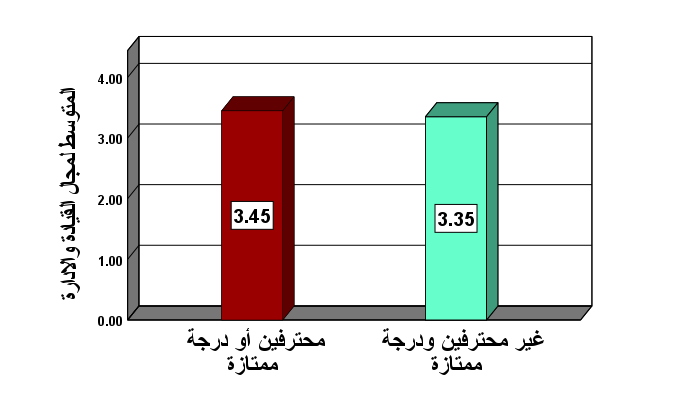 المتوسط لمجال القيادة والادارة
4.00
3.00
2.00
1.00
0.00
3.45
3.35
محترفين أو درجة
ممتازة
غير محترفين ودرجة
ممتازة